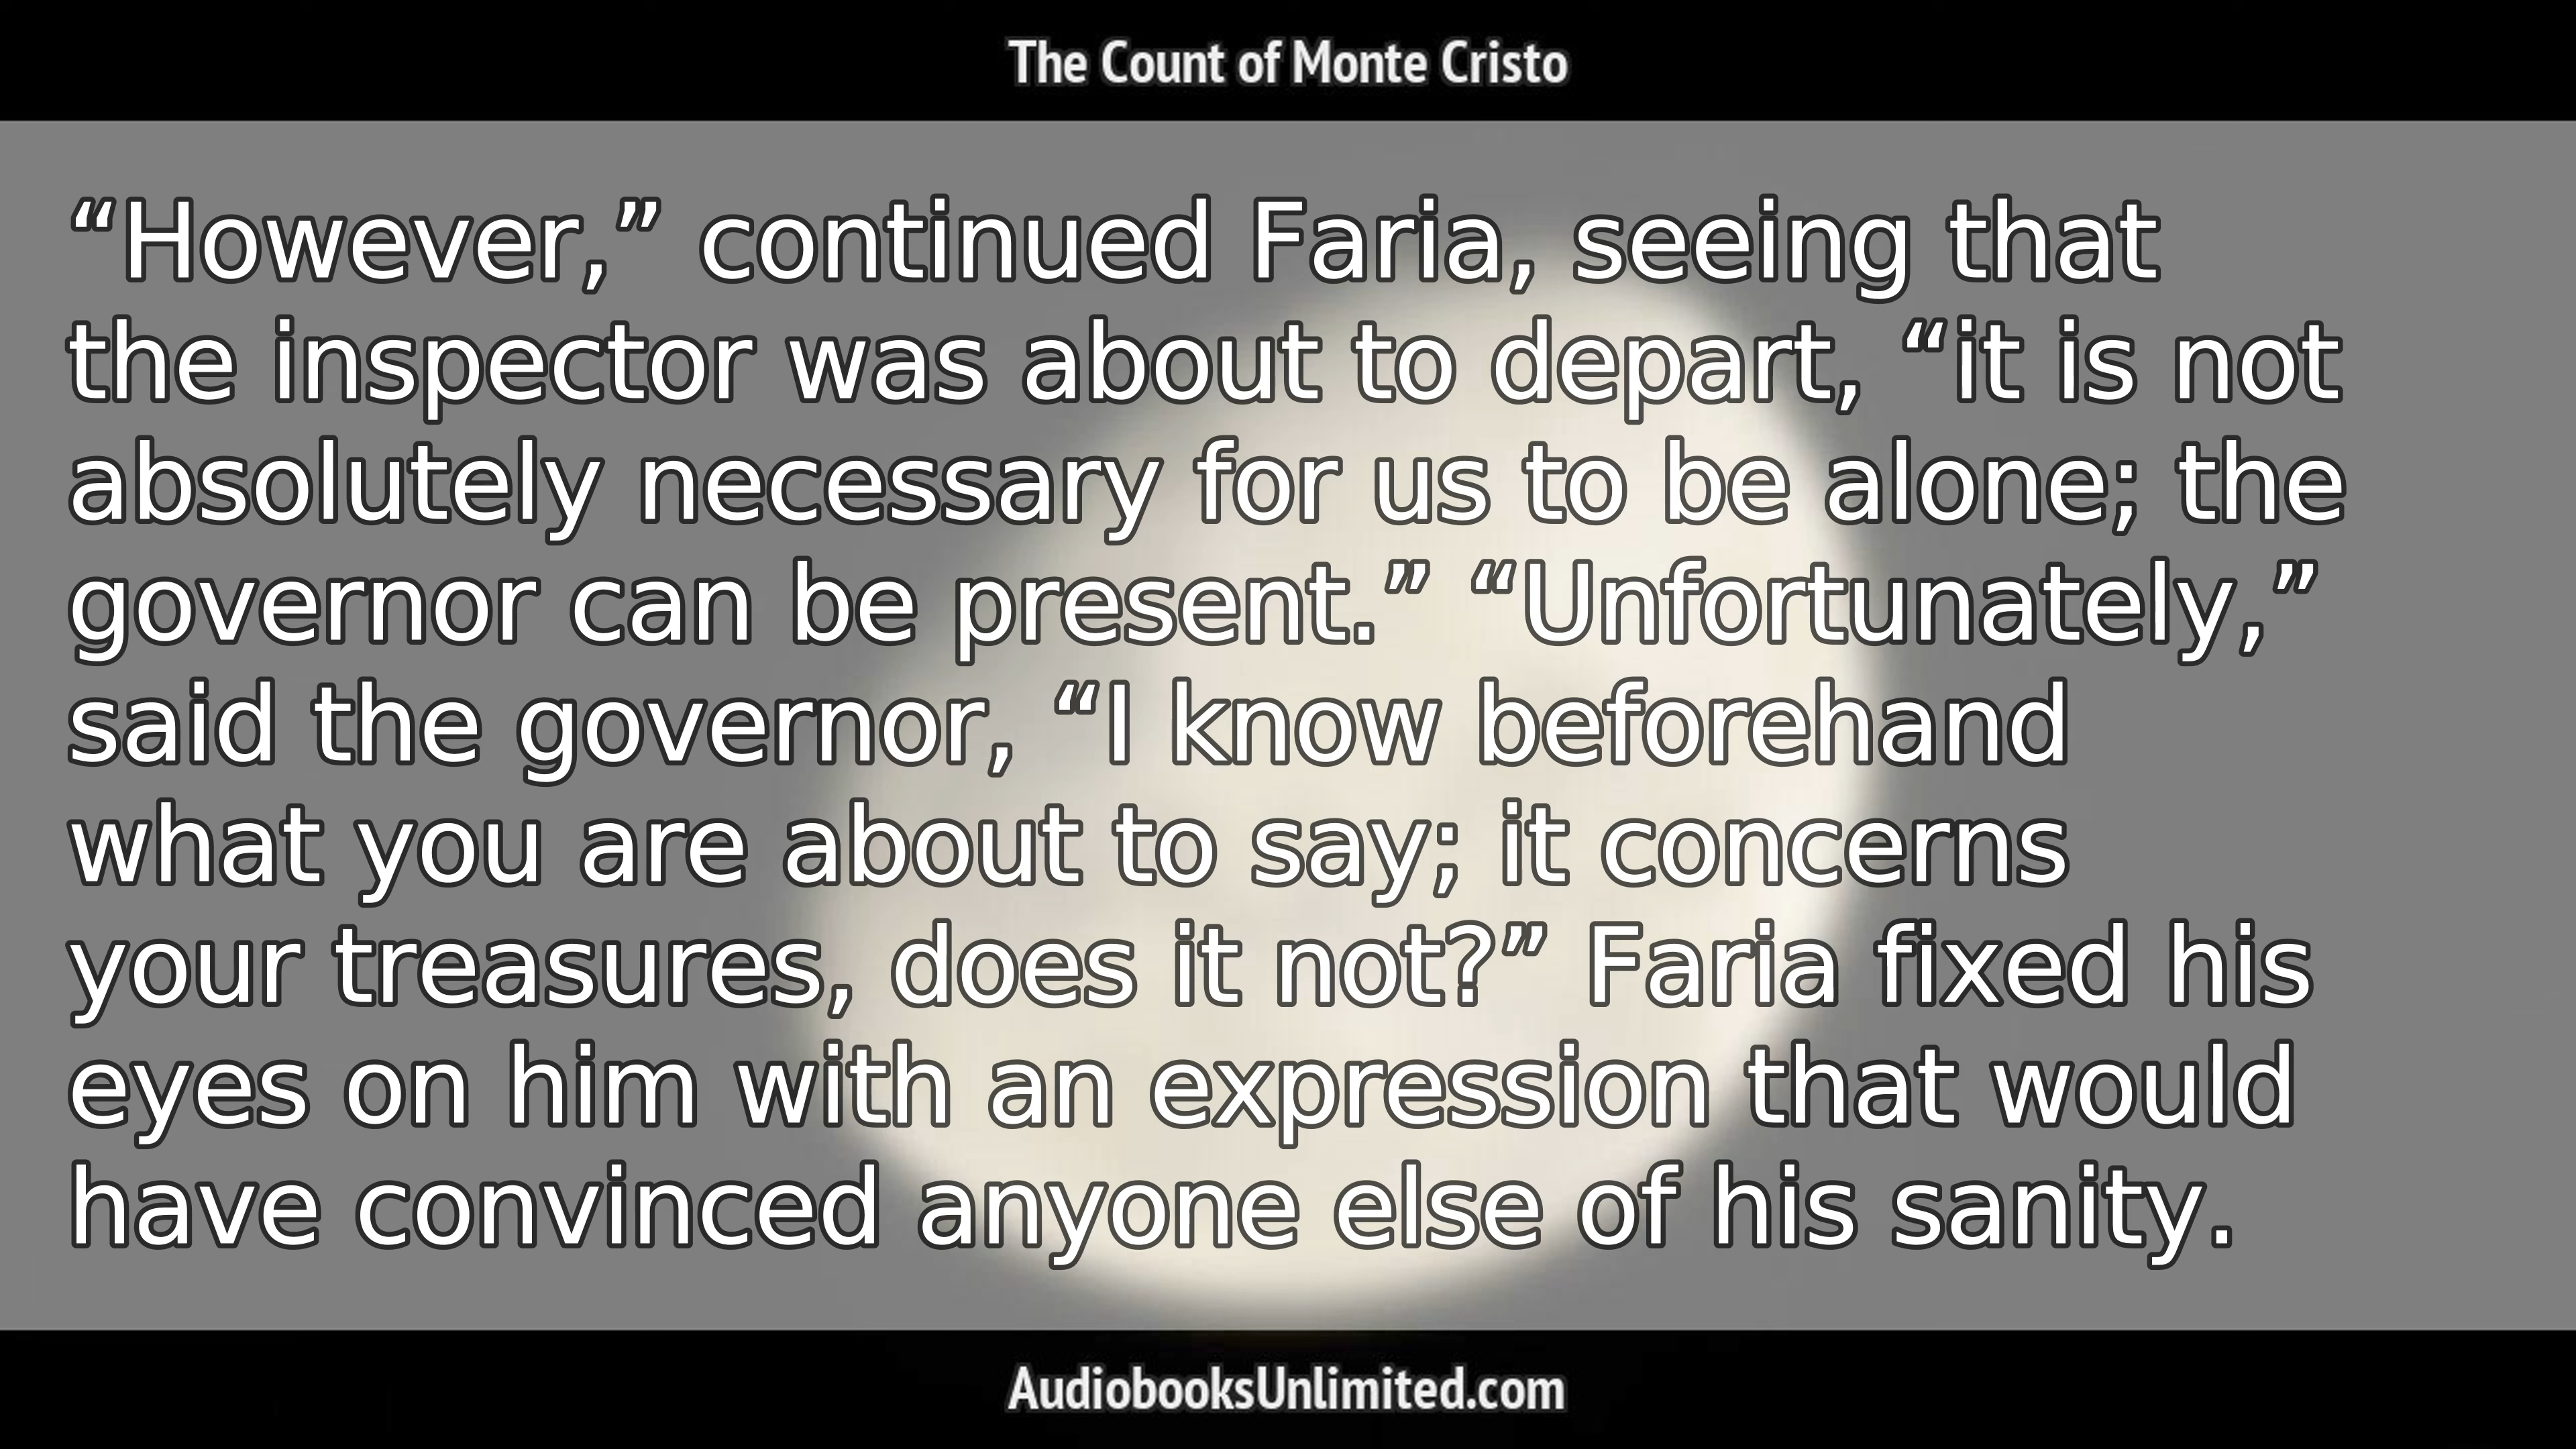 The Count of Monte Cristo
“However,” continued Faria, seeing that
the inspector was about to depart, “it is not
absolutely necessary for us to be alone; the
governor can be present.” “Unfortunately,”
said the governor, “I know beforehand
what you are about to say; it concerns
your treasures, does it not?” Faria fixed his
eyes on him with an expression that would
have convinced anyone else of his sanity.
AudiobooksUnlimited.com